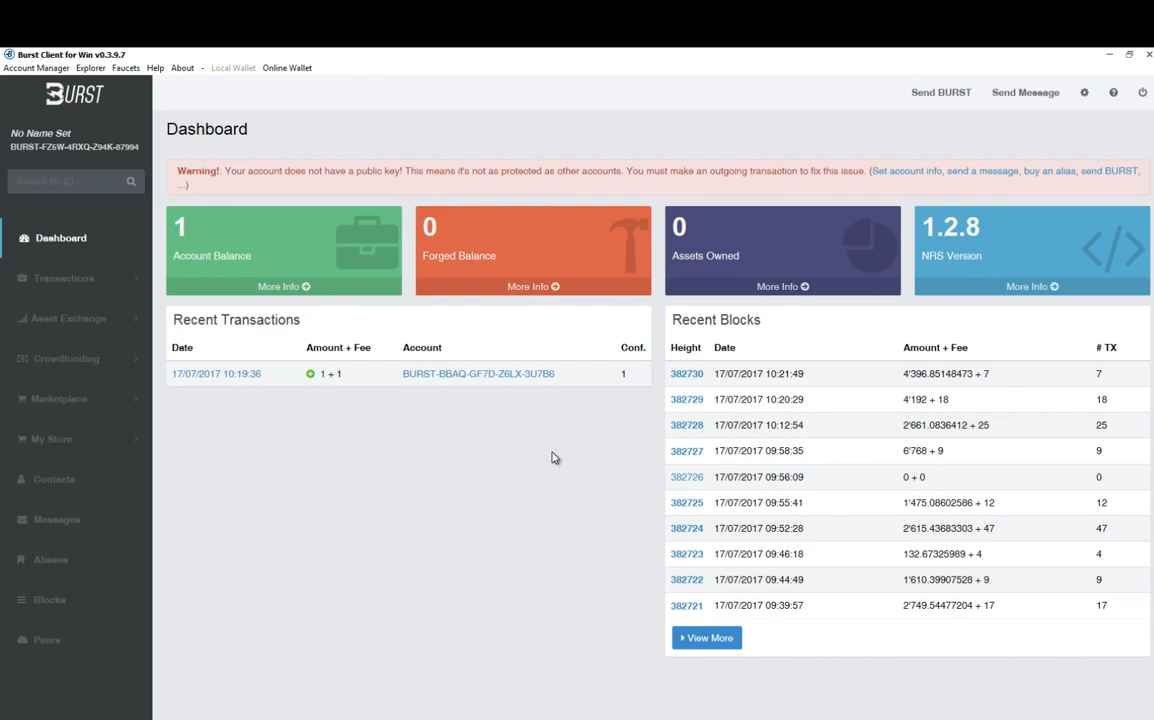 Burst Client for Win v0.3.9.7
Account Manager Explorer Faucets Help About - Local Wallet Online Wallet
BURST
Send BURST Send Message
No Name Set
BURST-FZ6W-4RXQ-Z94K-87994
Search By ID...
Dashboard
Transactions
Asset Exchange
Crowdfunding
Marketplace
My Store
Contacts
Messages
Aliases
Blocks
Peers
Dashboard
Warning!: Your account does not have a public key! This means it's not as protected as other accounts. You must make an outgoing transaction to fix this issue. (Set account info, send a message, buy an alias, send BURST,
...)
1
Account Balance
More Info
0
Forged Balance
More Info
0
Assets Owned
More Info
1.2.8
NRS Version
More Info
Recent Transactions
Date Amount + Fee Account Conf.
17/07/2017 10:19:36 1 + 1 BURST-BBAQ-GF7D-Z6LX-3U7B6 1
Recent Blocks
Height Date Amount + Fee # TX
382730 17/07/2017 10:21:49 4'396.85148473 + 7 7
382729 17/07/2017 10:20:29 4'192 + 18 18
382728 17/07/2017 10:12:54 2'661.0836412 + 25 25
382727 17/07/2017 09:58:35 6'768 + 9 9
382726 17/07/2017 09:56:09 0 + 0 0
382725 17/07/2017 09:55:41 1'475.08602586 + 12 12
382724 17/07/2017 09:52:28 2'615.43683303 + 47 47
382723 17/07/2017 09:46:18 132.67325989 + 4 4
382722 17/07/2017 09:44:49 1'610.39907528 + 9 9
382721 17/07/2017 09:39:57 2'749.54477204 + 17 17
View More